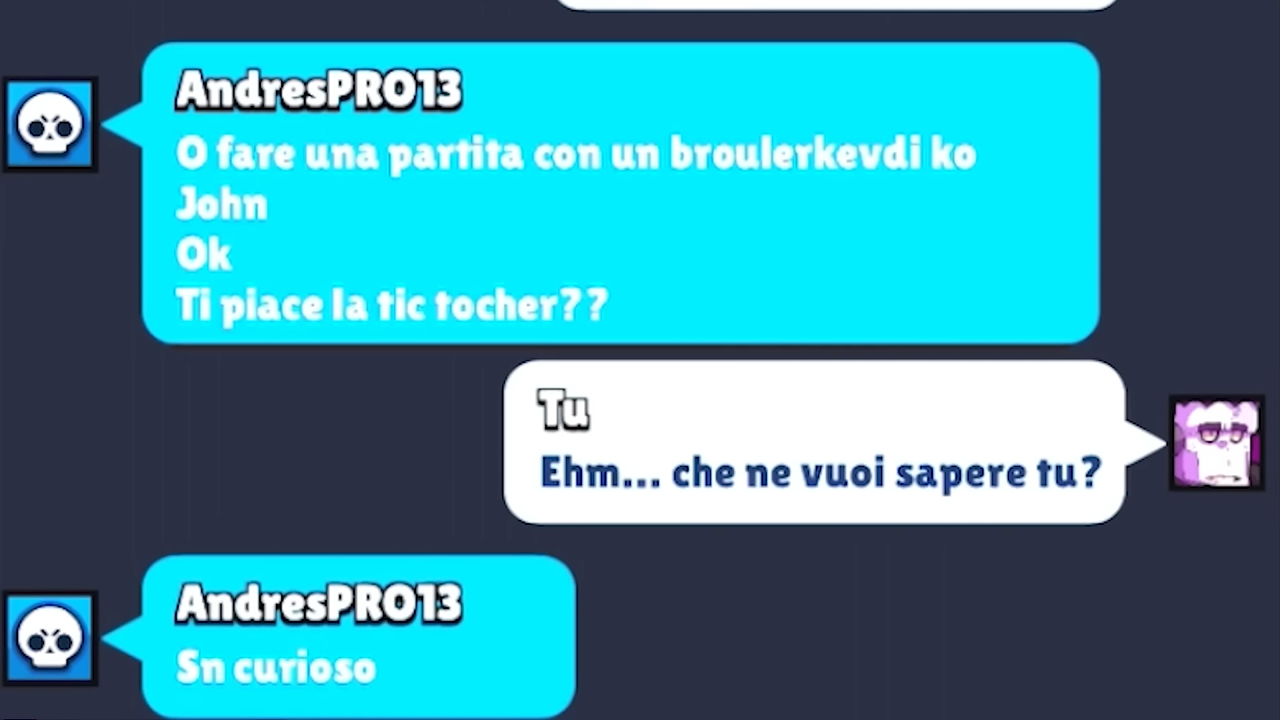 AndresPRO13
O fare una partita con un broulerkevdi ko
John
Ok
Ti piace la tic tocher??
Tu
Ehm... che ne vuoi sapere tu?
AndresPRO13
Sn curioso